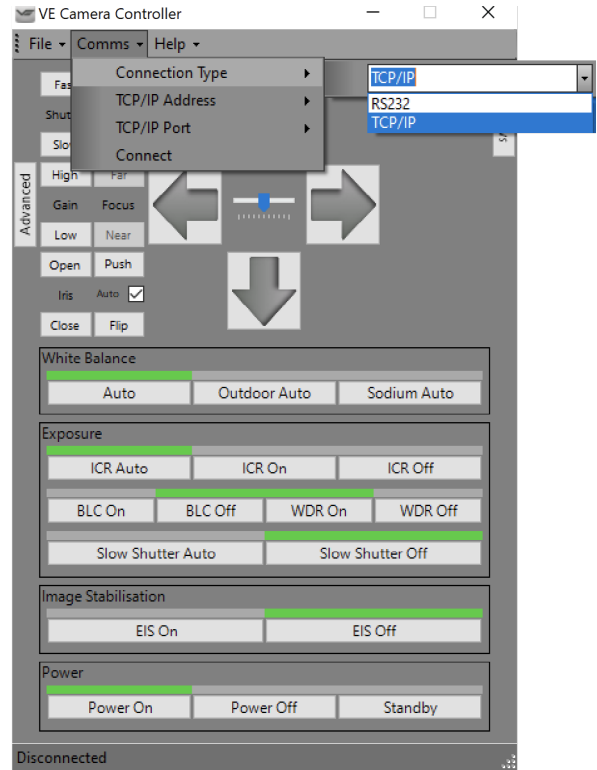 VE Camera Controller
File Comms Help
Connection Type
TCP/IP
RS232
TCP/IP
TCP/IP Address
TCP/IP Port
Connect
High Far
Gain Focus
Low Near
Advanced
Open Push
Iris Auto
Close Flip
White Balance
Auto Outdoor Auto Sodium Auto
Exposure
ICR Auto ICR On ICR Off
BLC On BLC Off WDR On WDR Off
Slow Shutter Auto Slow Shutter Off
Image Stabilisation
EIS On EIS Off
Power
Power On Power Off Standby
Disconnected